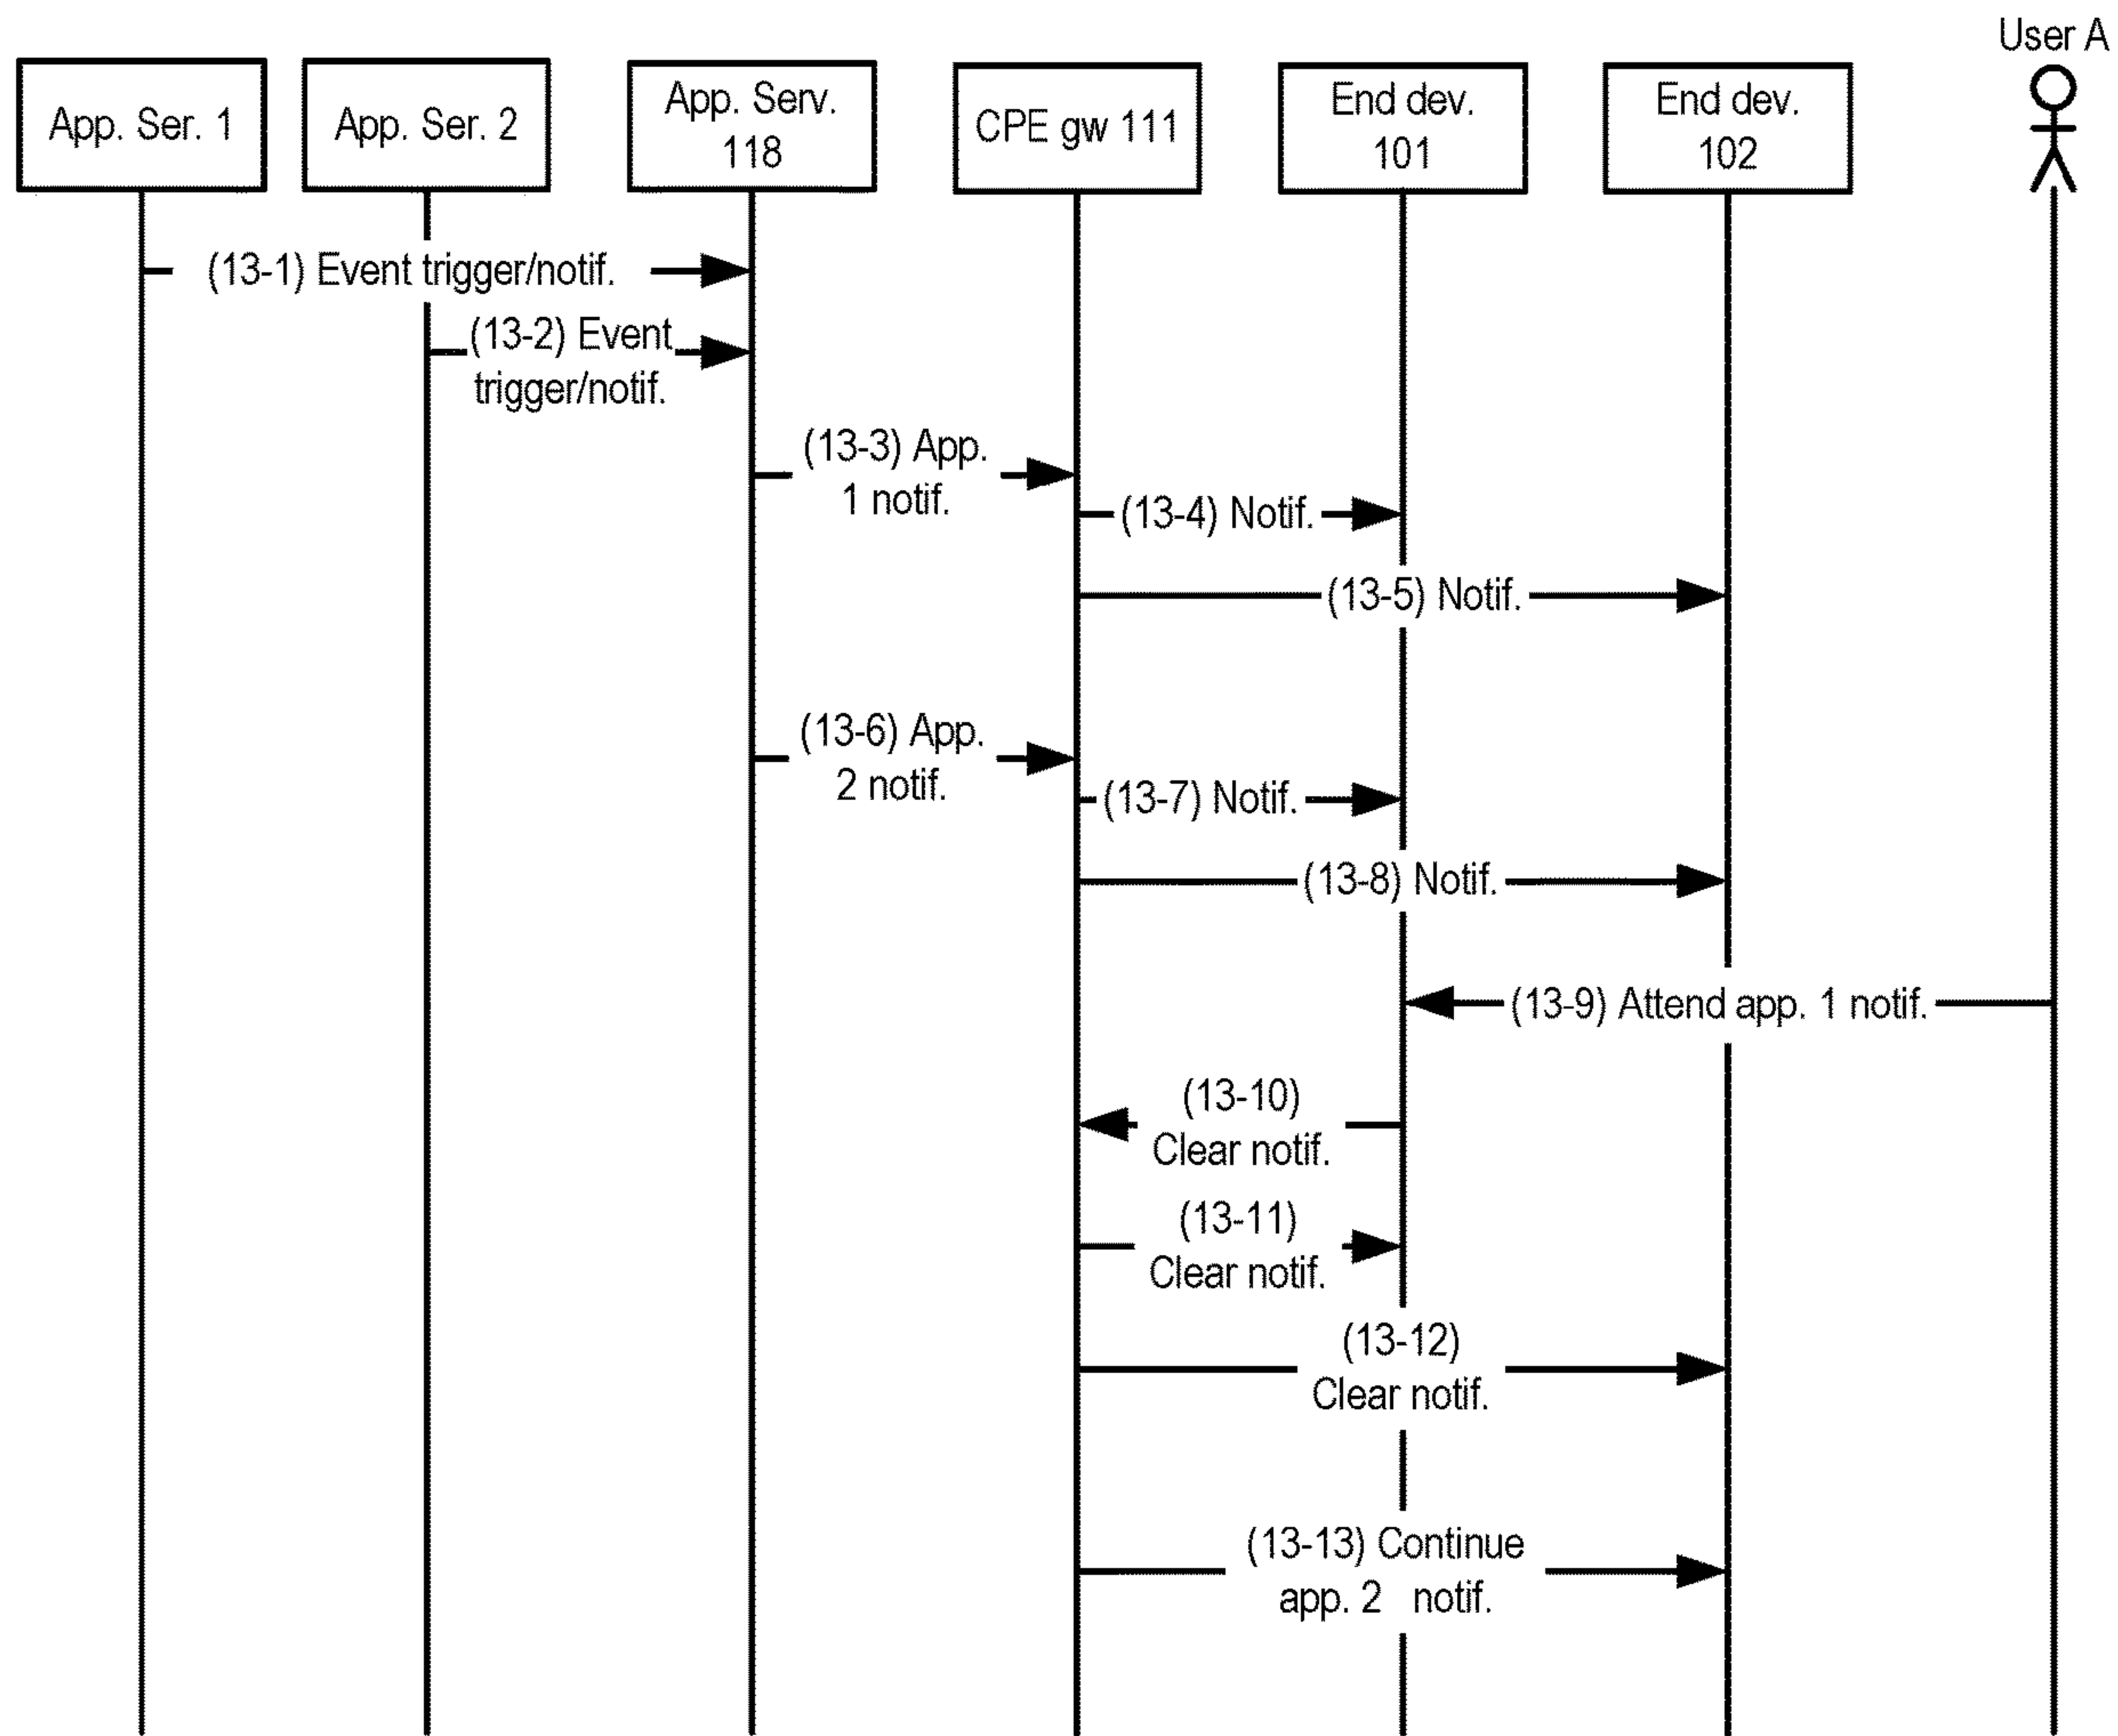 User A
App. Ser. 1
App. Ser. 2
App. Serv.
118
CPE gw 111
End dev.
101
End dev.
102
(13-1) Event trigger/notif.
(13-2) Event
trigger/notif.
(13-3) App.
1 notif.
(13-4) Notif.
(13-5) Notif.
(13-6) App.
2 notif.
(13-7) Notif.
(13-8) Notif.
(13-9) Attend app. 1 notif.
(13-10)
Clear notif.
(13-11)
Clear notif.
(13-12)
Clear notif.
(13-13) Continue
app. 2 notif.